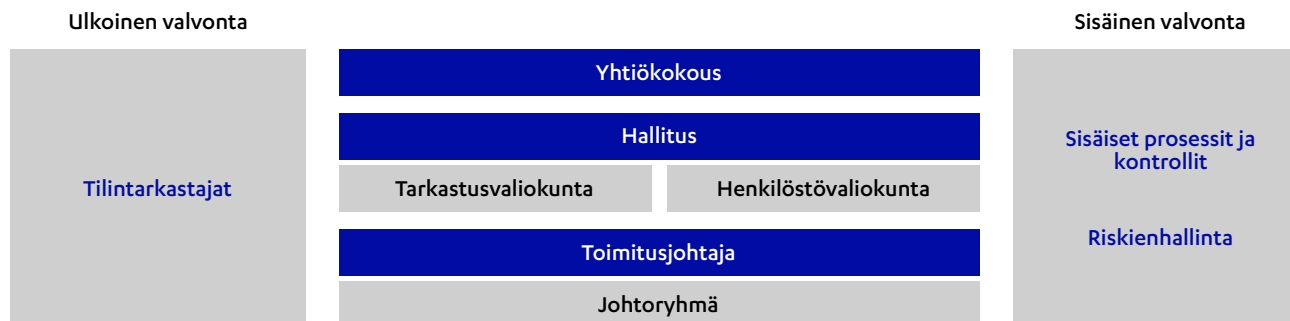 Ulkoinen valvonta
Sisäinen valvonta
Tilintarkastajat
Yhtiökokous
Hallitus
Tarkastusvaliokunta
Henkilöstövaliokunta
Toimitusjohtaja
Johtoryhmä
Sisäiset prosessit ja
kontrollit
Riskienhallinta